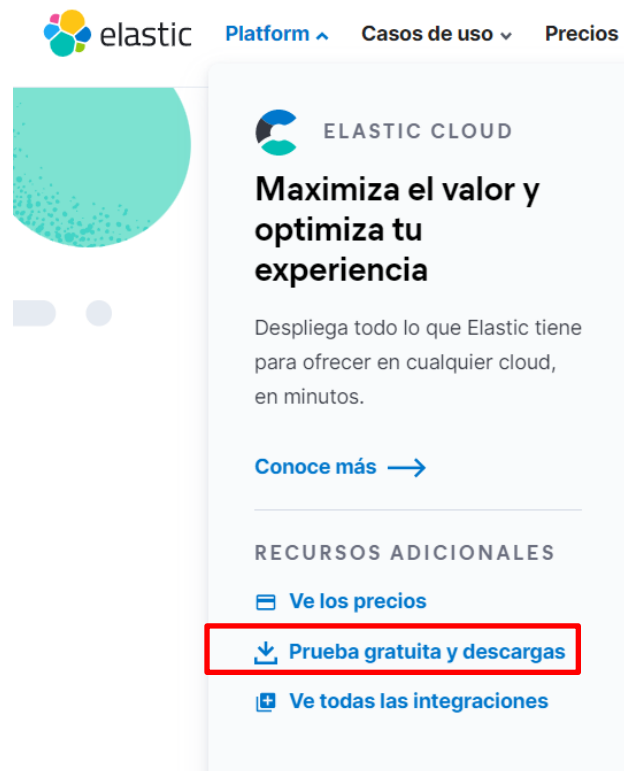 elastic Platform Casos de uso Precios
ELASTIC CLOUD
Maximiza el valor y
optimiza tu
experiencia
Despliega todo lo que Elastic tiene
para ofrecer en cualquier cloud,
en minutos.
Conoce más
RECURSOS ADICIONALES
Ve los precios
Prueba gratuita y descargas
Ve todas las integraciones